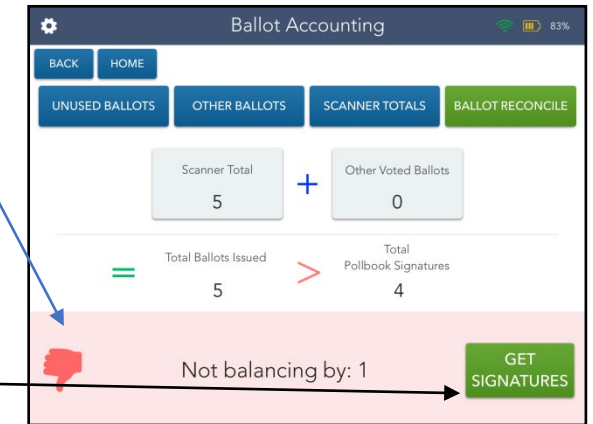 Ballot Accounting
83%
BACK HOME
UNUSED BALLOTS OTHER BALLOTS SCANNER TOTALS BALLOT RECONCILE
Scanner Total + Other Voted Ballots
5 0
= Total Ballots Issued > Total
Pollbook Signatures
5 4
Not balancing by: 1
GET
SIGNATURES